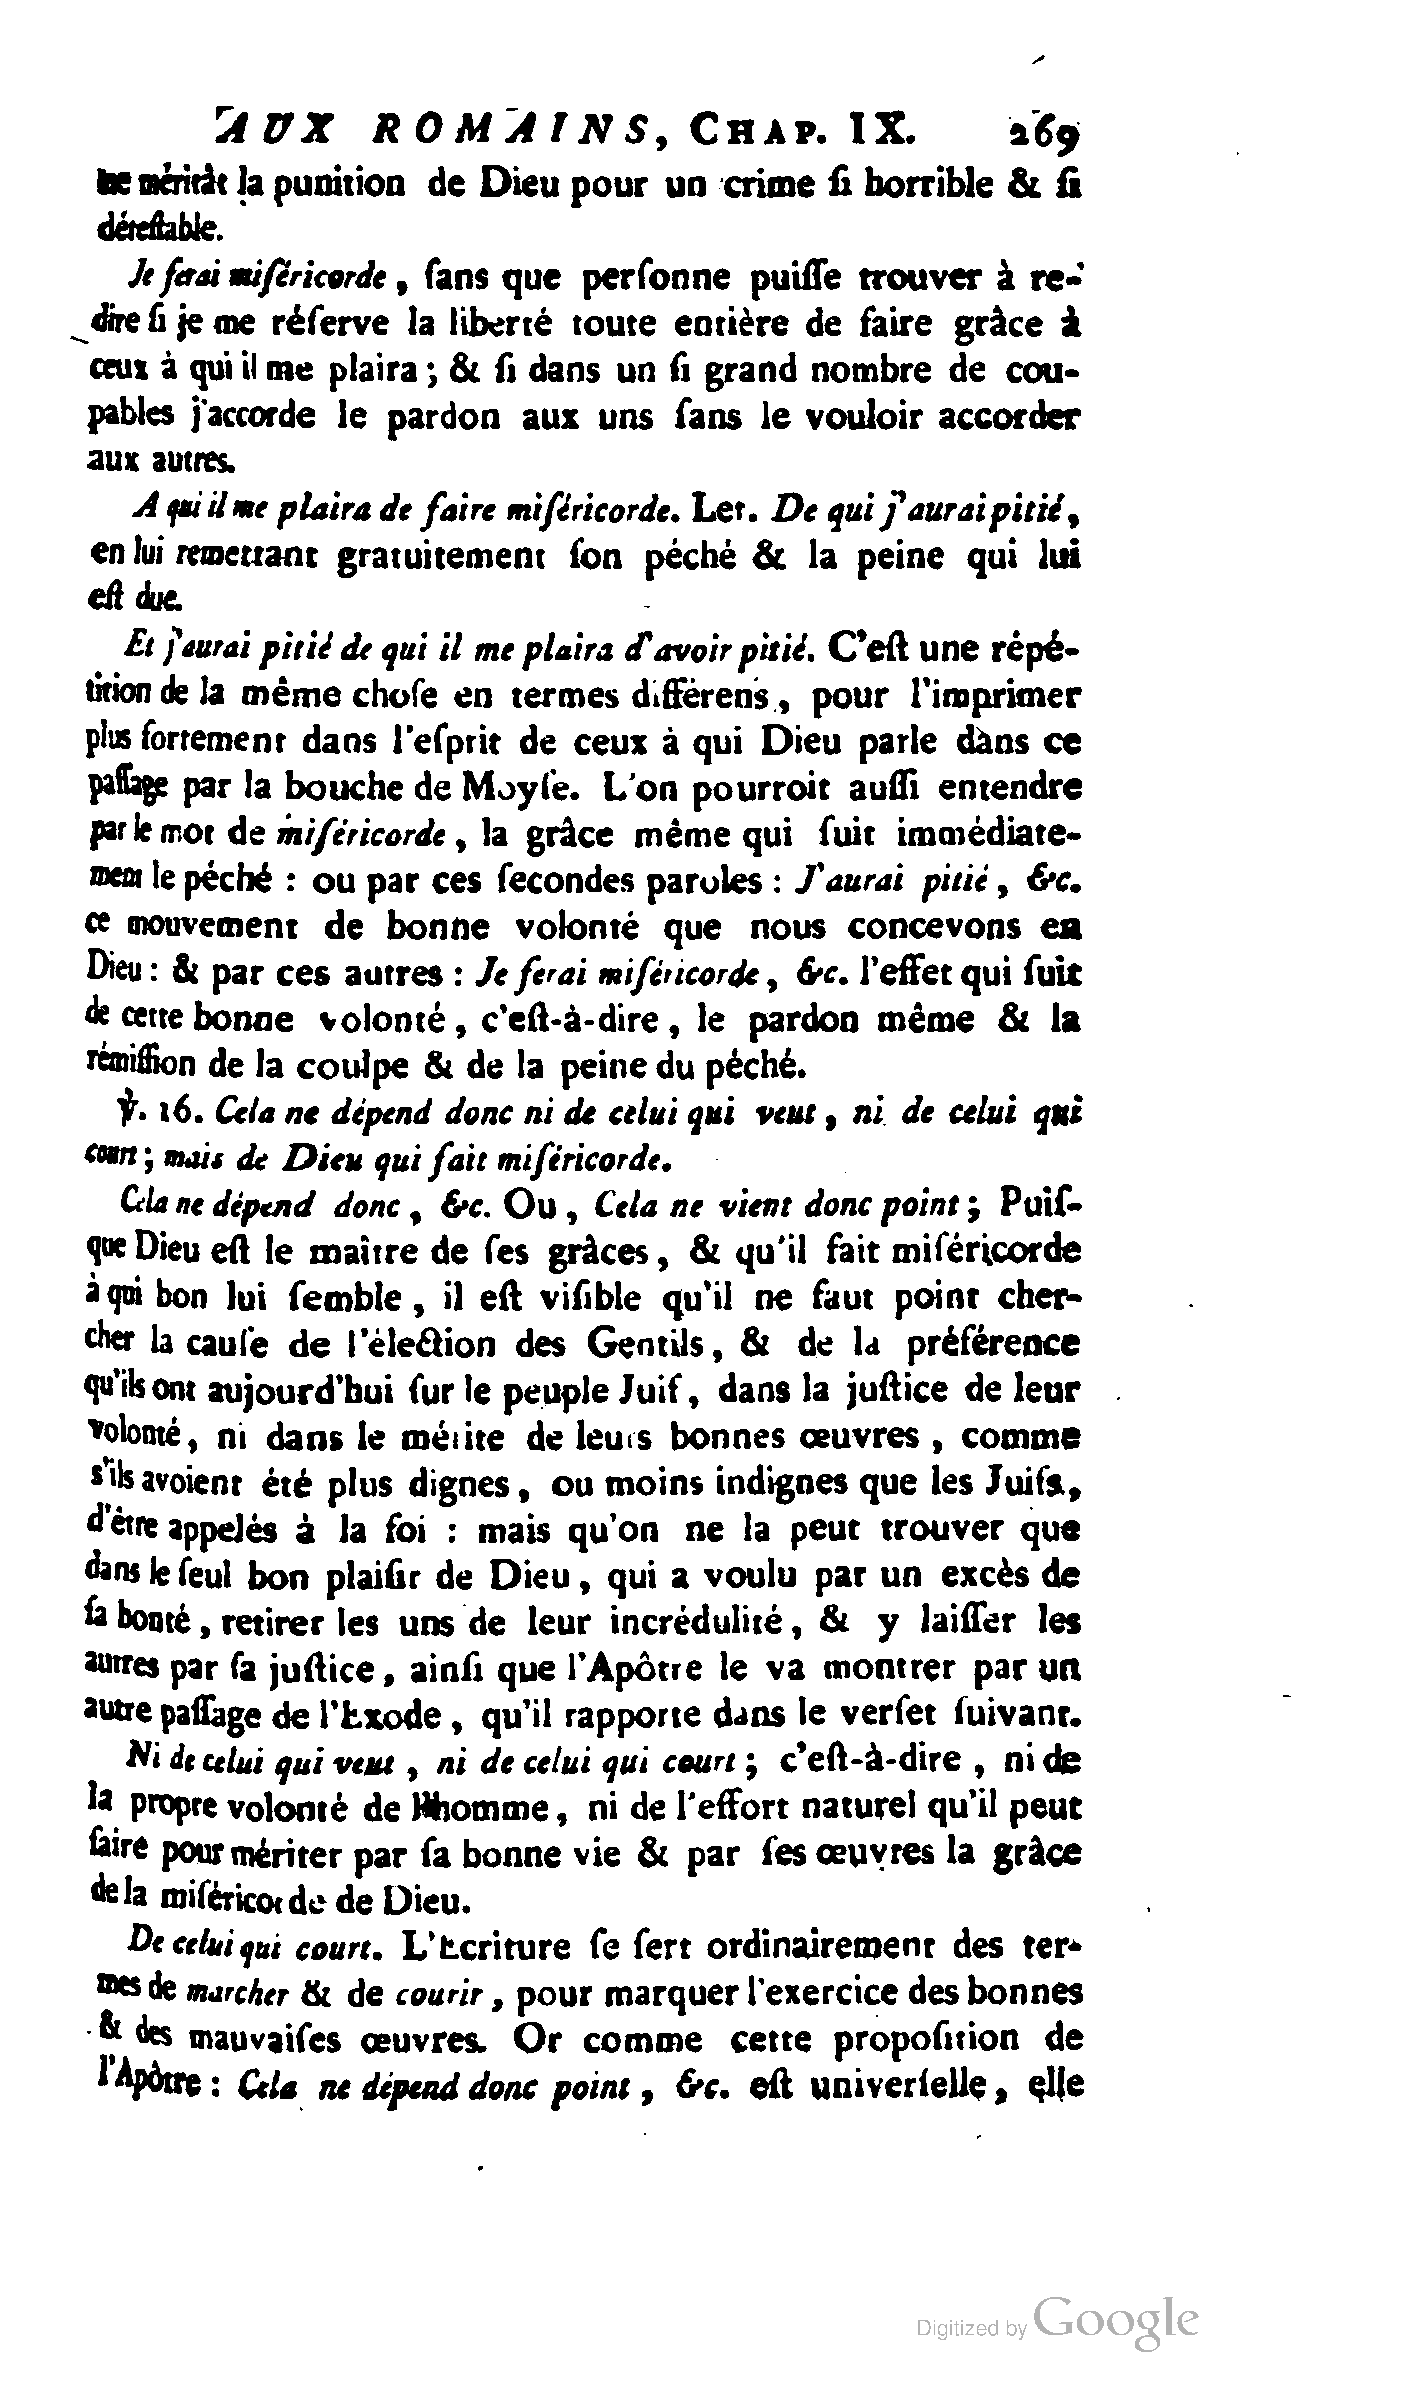 AUX ROMAINS, CHAP. IX. 269
ne méritât la punition de Dieu pour un crime ſi horrible & ſi
déteſtable.
Je ferai miſéricorde, ſans que perſonne puiſſe trouver à re-
dire ſi je me réſerve la liberté toute entière de faire grâce à
ceux à qui il me plaira ; & ſi dans un ſi grand nombre de cou-
pables j'accorde le pardon aux uns ſans le vouloir accorder
aux autres.
A qui il me plaira de faire miſéricorde. Let. De qui j'aurai pitié,
en lui remettant gratuitement ſon péché & la peine qui lui
eſt due.
Et j'aurai pitié de qui il me plaira d'avoir pitié. C'eſt une répé-
tition de la même choſe en termes différens, pour l'imprimer
plus fortement dans l'eſprit de ceux à qui Dieu parle dans ce
paſſage par la bouche de Moyſe. L'on pourroit auſſi entendre
par le mot de miſéricorde, la grâce même qui ſuit immédiate-
ment le péché : ou par ces ſecondes paroles : J'aurai pitié, &c.
ce mouvement de bonne volonté que nous concevons en
Dieu : & par ces autres : Je ferai miſéricorde, &c. l'effet qui ſuit
de cette bonne volonté, c'eſt-à-dire, le pardon même & la
rémiſſion de la coulpe & de la peine du péché.
℣. 16. Cela ne dépend donc ni de celui qui veut, ni de celui qui
court ; mais de Dieu qui fait miſéricorde.
Cela ne dépend donc, &c. Ou, Cela ne vient donc point ; Puiſ-
que Dieu eſt le maître de ſes grâces, & qu'il fait miſéricorde
à qui bon lui ſemble, il eſt viſible qu'il ne faut point cher-
cher la cauſe de l'élection des Gentils, & de la préférence
qu'ils ont aujourd'hui ſur le peuple Juif, dans la juſtice de leur
volonté, ni dans le mérite de leurs bonnes œuvres, comme
s'ils avoient été plus dignes, ou moins indignes que les Juifs,
d'être appelés à la foi : mais qu'on ne la peut trouver que
dans le ſeul bon plaiſir de Dieu, qui a voulu par un excès de
ſa bonté, retirer les uns de leur incrédulité, & y laiſſer les
autres par ſa juſtice, ainſi que l'Apôtre le va montrer par un
autre paſſage de l'Exode, qu'il rapporte dans le verſet ſuivant.
Ni de celui qui veut, ni de celui qui court ; c'eſt-à-dire, ni de
la propre volonté de l'homme, ni de l'effort naturel qu'il peut
faire pour mériter par ſa bonne vie & par ſes œuvres la grâce
de la miſéricorde de Dieu.
De celui qui court. L'Ecriture ſe ſert ordinairement des ter-
mes de marcher & de courir, pour marquer l'exercice des bonnes
& des mauvaiſes œuvres. Or comme cette propoſition de
l'Apôtre : Cela ne dépend donc point, &c. eſt univerſelle, elle
Digitized by Google